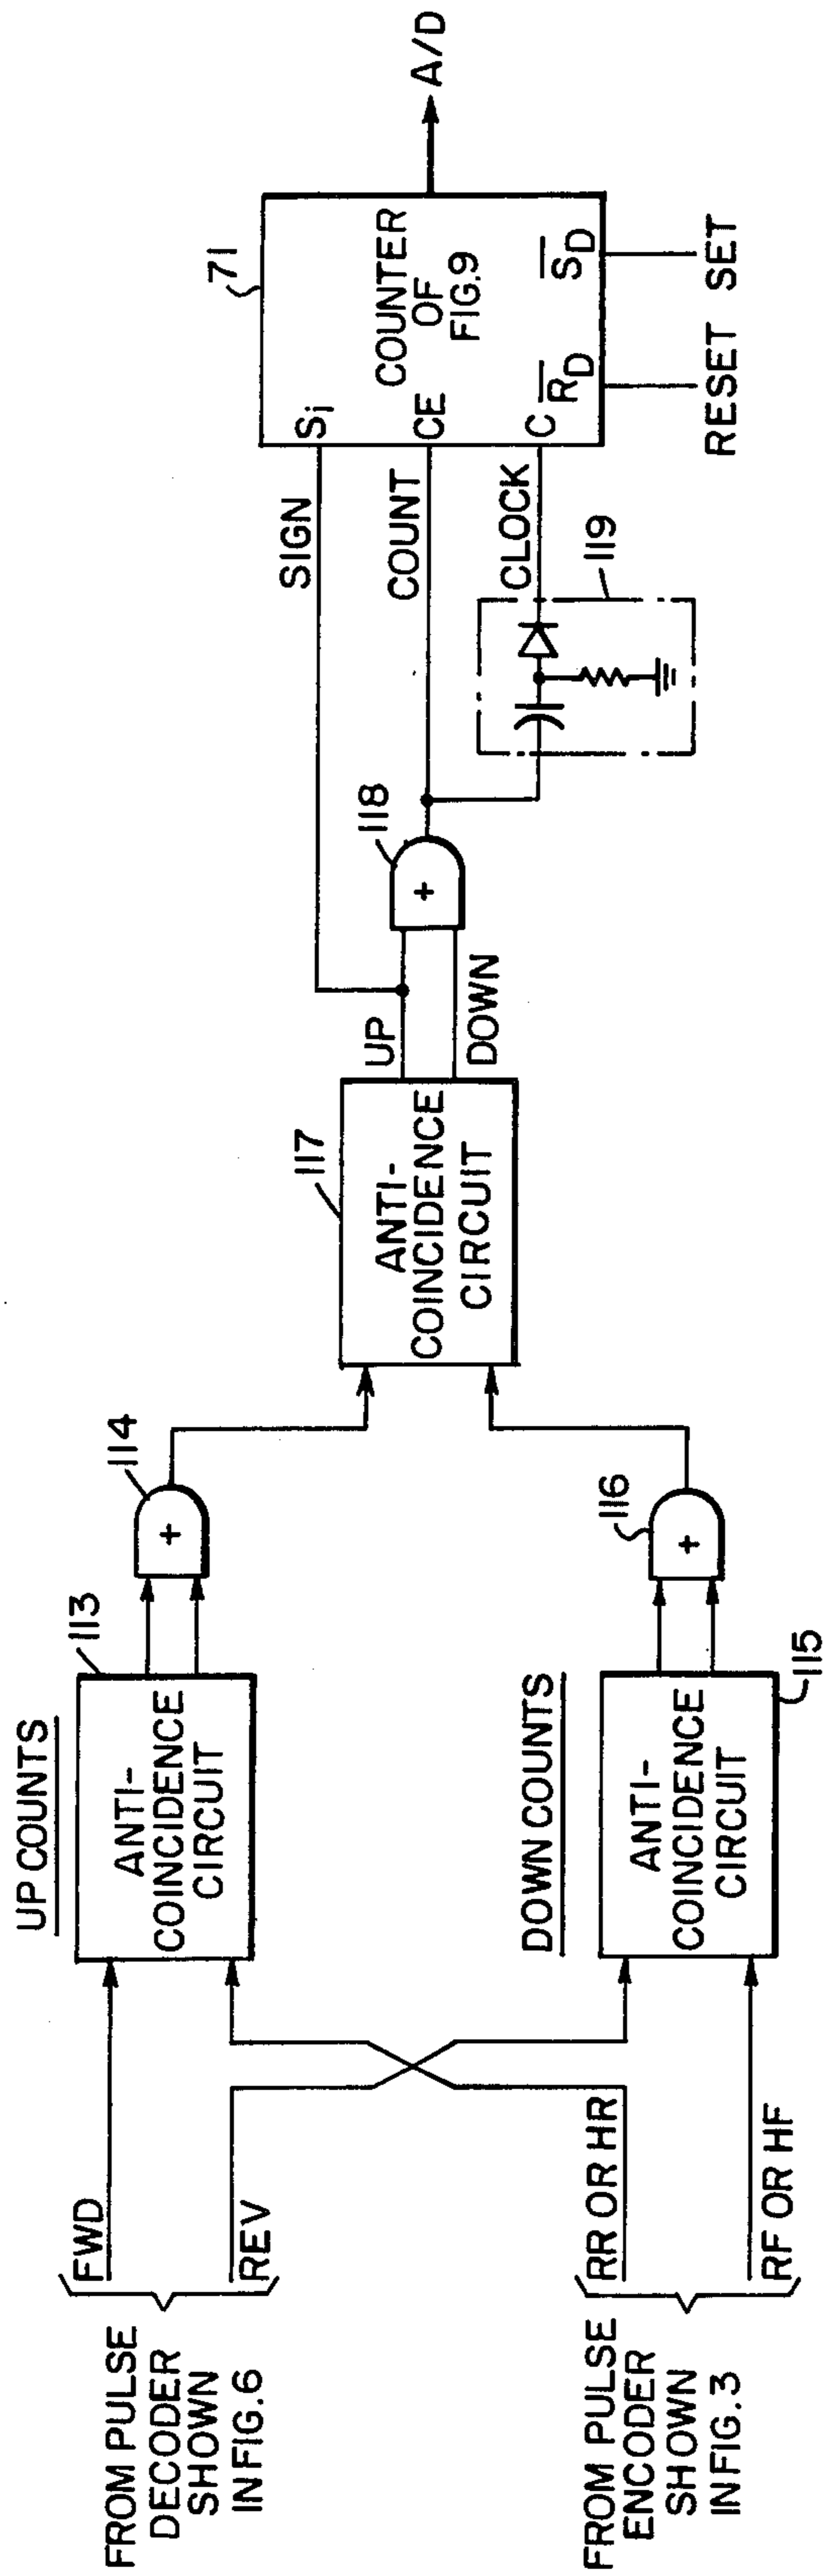 FROM PULSE
DECODER
SHOWN
IN FIG.6
FWD
REV
UP COUNTS
113
ANTI-
COINCIDENCE
CIRCUIT
114
+
FROM PULSE
ENCODER
SHOWN
IN FIG.3
RR OR HR
RF OR HF
DOWN COUNTS
ANTI-
COINCIDENCE
CIRCUIT
115
116
+
117
ANTI-
COINCIDENCE
CIRCUIT
UP
DOWN
118
+
SIGN
COUNT
CLOCK
119
71
Si
CE
C
COUNTER
OF
FIG.9
R̅D
S̅D
RESET
SET
A/D